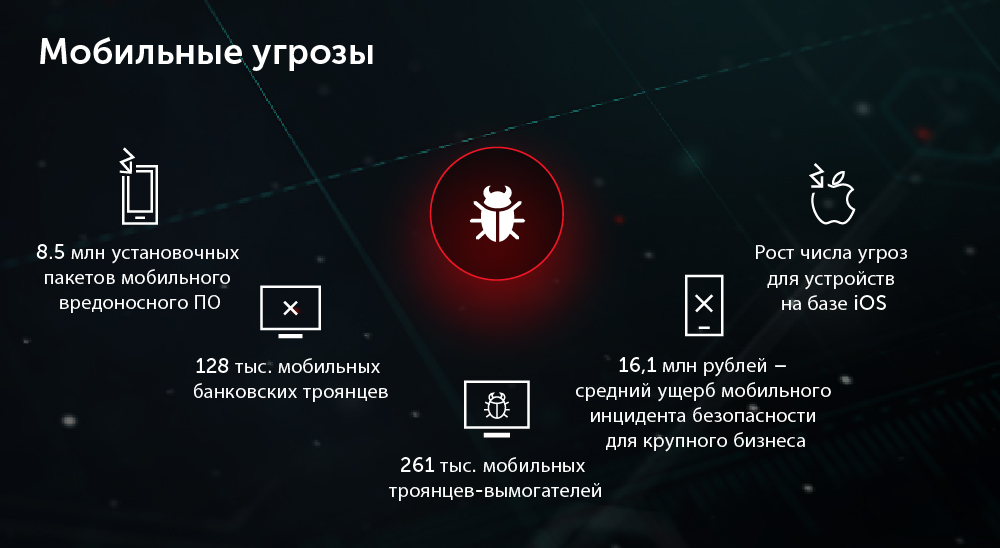 Мобильные угрозы
8.5 млн установочных
пакетов мобильного
вредоносного ПО
128 тыс. мобильных
банковских троянцев
261 тыс. мобильных
троянцев-вымогателей
16,1 млн рублей –
средний ущерб мобильного
инцидента безопасности
для крупного бизнеса
Рост числа угроз
для устройств
на базе iOS